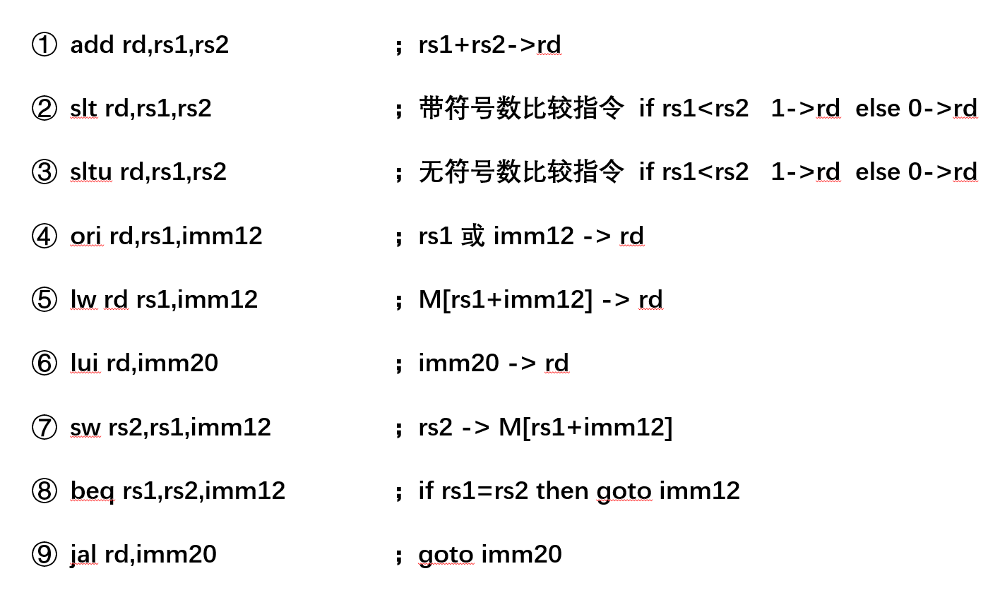 ① add rd,rs1,rs2 ; rs1+rs2->rd
② slt rd,rs1,rs2 ; 带符号数比较指令 if rs1<rs2 1->rd else 0->rd
③ sltu rd,rs1,rs2 ; 无符号数比较指令 if rs1<rs2 1->rd else 0->rd
④ ori rd,rs1,imm12 ; rs1 或 imm12 -> rd
⑤ lw rd rs1,imm12 ; M[rs1+imm12] -> rd
⑥ lui rd,imm20 ; imm20 -> rd
⑦ sw rs2,rs1,imm12 ; rs2 -> M[rs1+imm12]
⑧ beq rs1,rs2,imm12 ; if rs1=rs2 then goto imm12
⑨ jal rd,imm20 ; goto imm20